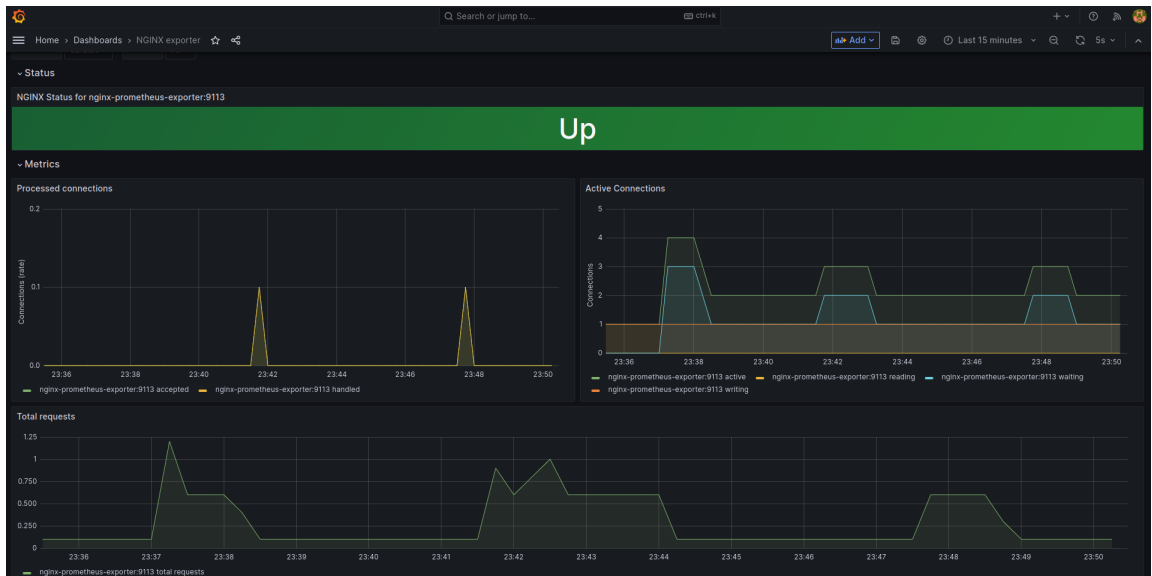 Search or jump to... ctrl+k
Home › Dashboards › NGINX exporter Add Last 15 minutes 5s
Status
NGINX Status for nginx-prometheus-exporter:9113
Up
Metrics
Processed connections
0.2
0.1
0.0
Connections (rate)
23:36 23:38 23:40 23:42 23:44 23:46 23:48 23:50
nginx-prometheus-exporter:9113 accepted nginx-prometheus-exporter:9113 handled
Active Connections
5
4
3
2
1
0
Connections
23:36 23:38 23:40 23:42 23:44 23:46 23:48 23:50
nginx-prometheus-exporter:9113 active nginx-prometheus-exporter:9113 reading nginx-prometheus-exporter:9113 waiting
nginx-prometheus-exporter:9113 writing
Total requests
1.25
1
0.750
0.500
0.250
0
23:36 23:37 23:38 23:39 23:40 23:41 23:42 23:43 23:44 23:45 23:46 23:47 23:48 23:49 23:50
nginx-prometheus-exporter:9113 total requests